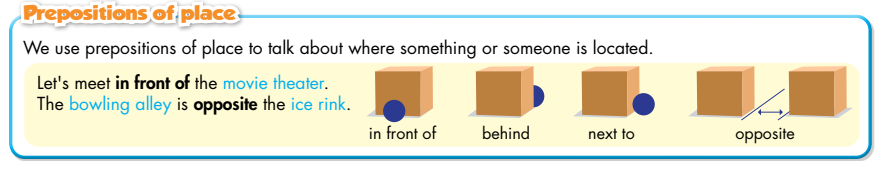 Prepositions of place
We use prepositions of place to talk about where something or someone is located.
Let's meet in front of the movie theater.
The bowling alley is opposite the ice rink.
in front of behind next to opposite